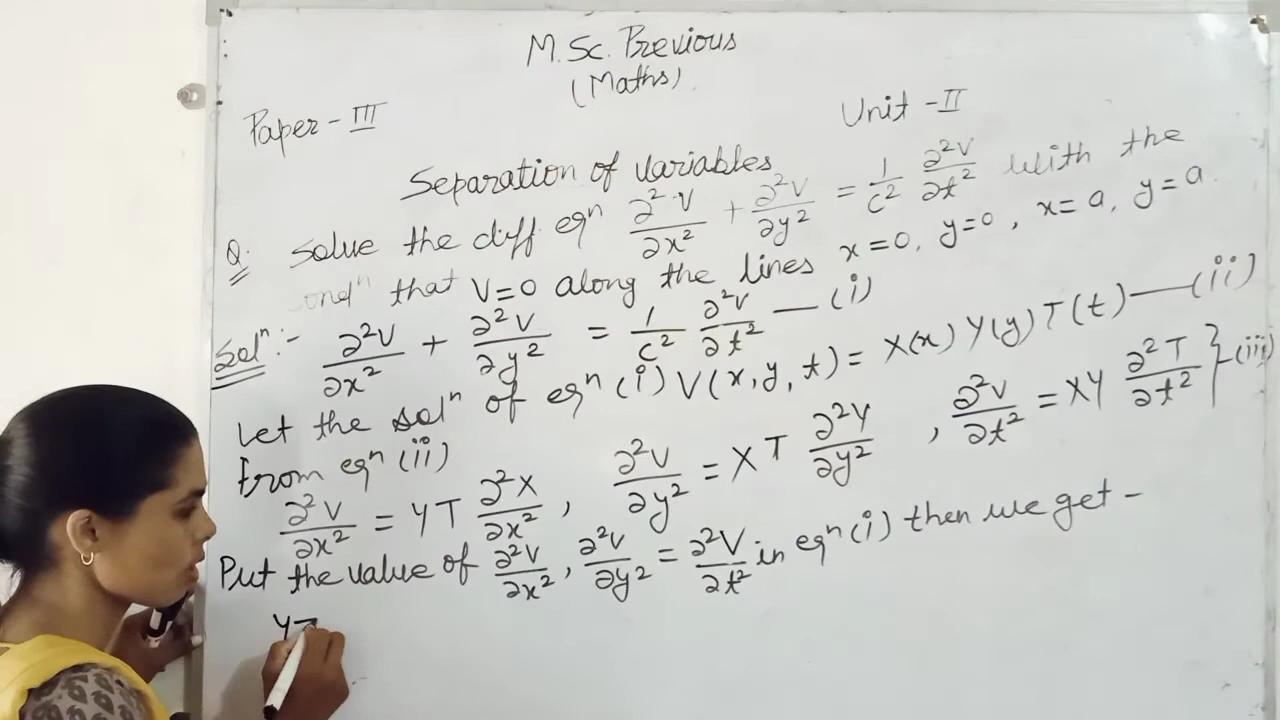 M.Sc. Previous
(Maths)
Paper - III
Unit - II
Separation of variables
Q. Solve the diff eqⁿ ∂²V/∂x² + ∂²V/∂y² = 1/c² ∂²V/∂t² with the
condⁿ that V=0 along the lines x=0, y=0, x=a, y=a.
Solⁿ:- ∂²V/∂x² + ∂²V/∂y² = 1/c² ∂²V/∂t² — (i)
Let the solⁿ of eqⁿ (i) V(x, y, t) = X(x) Y(y) T(t) — (ii)
from eqⁿ (ii)
∂²V/∂x² = YT ∂²X/∂x² , ∂²V/∂y² = XT ∂²Y/∂y² , ∂²V/∂t² = XY ∂²T/∂t² } — (iii)
Put the value of ∂²V/∂x² , ∂²V/∂y² = ∂²V/∂t² in eqⁿ (i) then we get -
YT